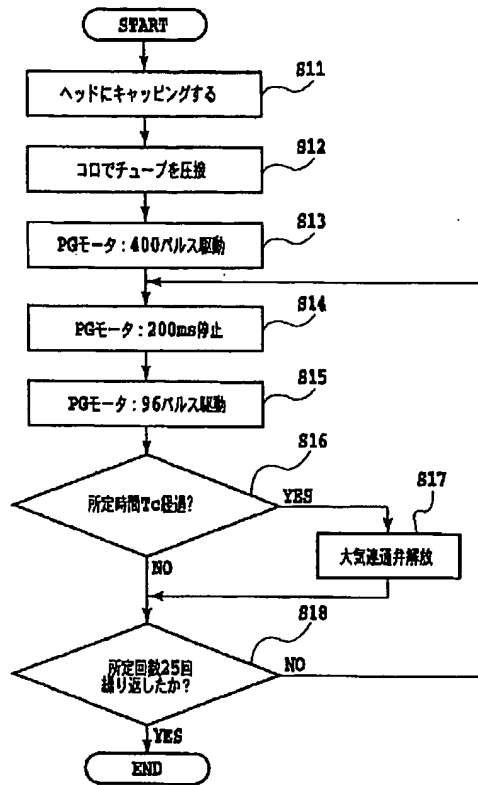 START
S11
ヘッドにキャッピングする
S12
コロでチューブを圧接
S13
PGモータ:400パルス駆動
S14
PGモータ:200ms停止
S15
PGモータ:96パルス駆動
S16
所定時間Tc経過?
YES
S17
大気連通弁解放
NO
S18
所定回数25回
繰り返したか?
NO
YES
END